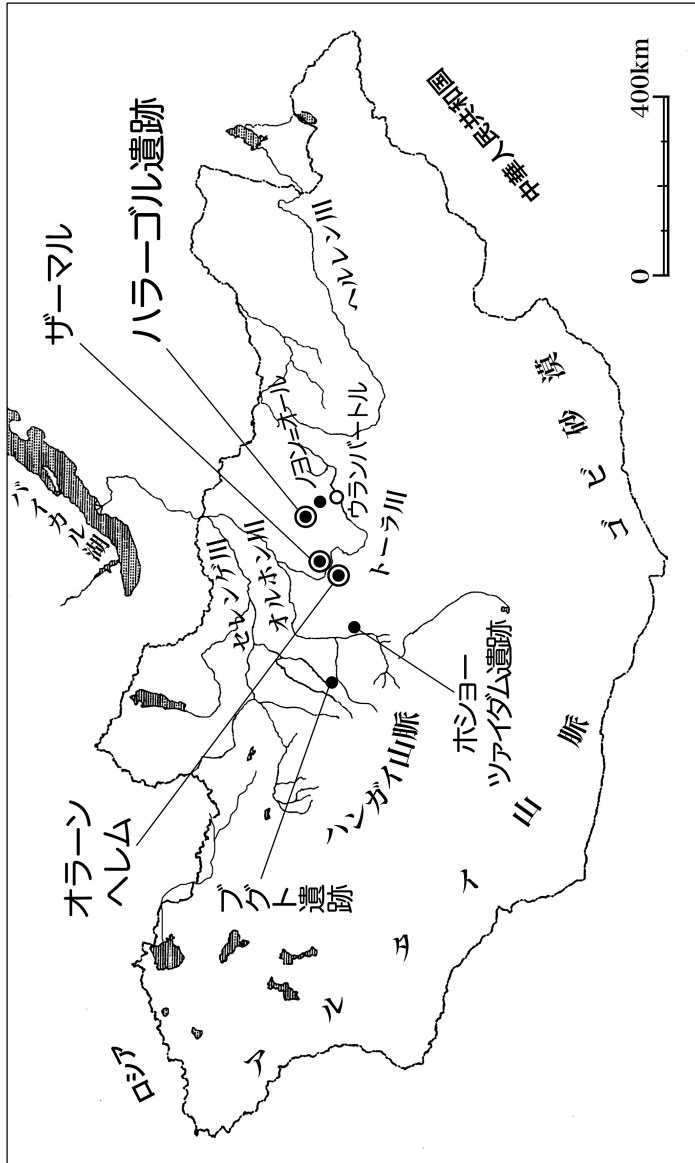 ロシア
バイカル湖
ザーマル
ハラーゴル遺跡
オラーン
ヘレム
ブグト遺跡
セレンゲ川
オルホン川
ノヨン=オール
ウランバートル
トーラ川
ヘルレン川
ハンガイ山脈
ホショー
ツァイダム遺跡
アルタイ山脈
ゴビ砂漠
中華人民共和国
0
400km